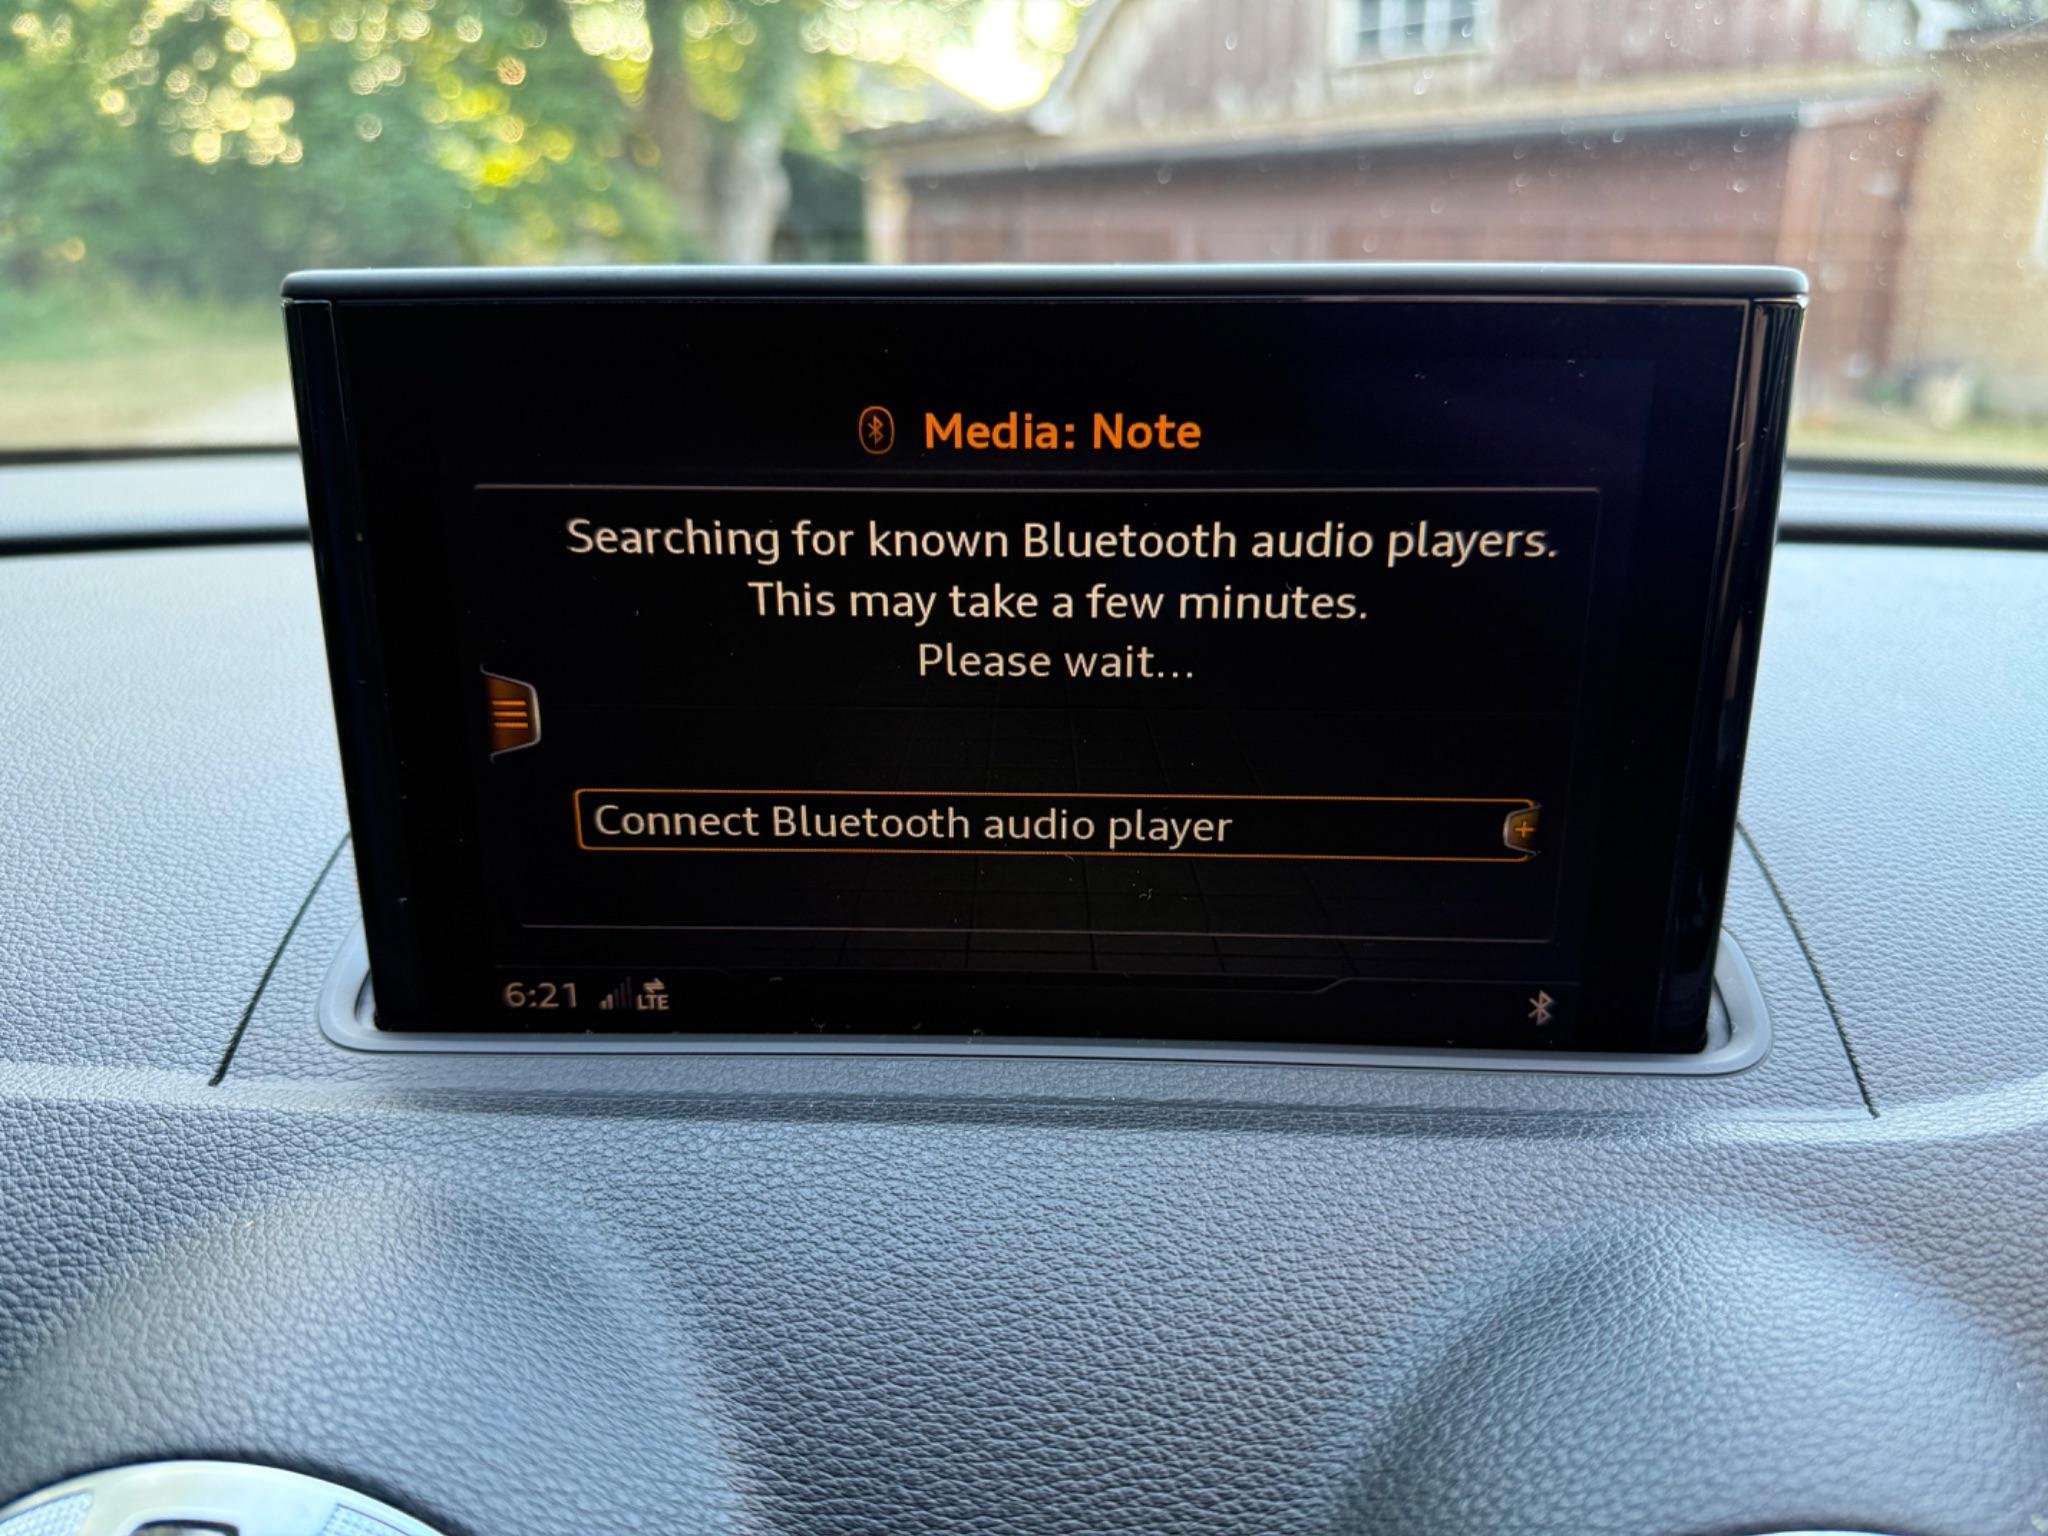 Media: Note
Searching for known Bluetooth audio players.
This may take a few minutes.
Please wait...
Connect Bluetooth audio player
6:21 LTE